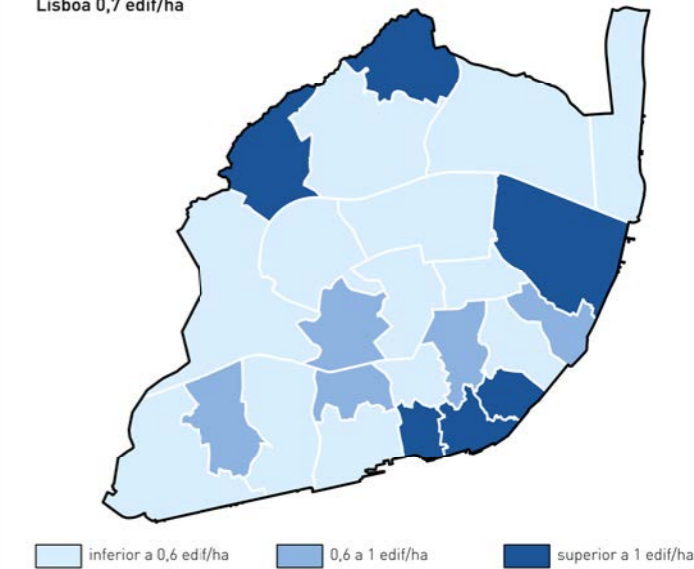 Lisboa 0,7 edif/ha
inferior a 0,6 edif/ha
0,6 a 1 edif/ha
superior a 1 edif/ha